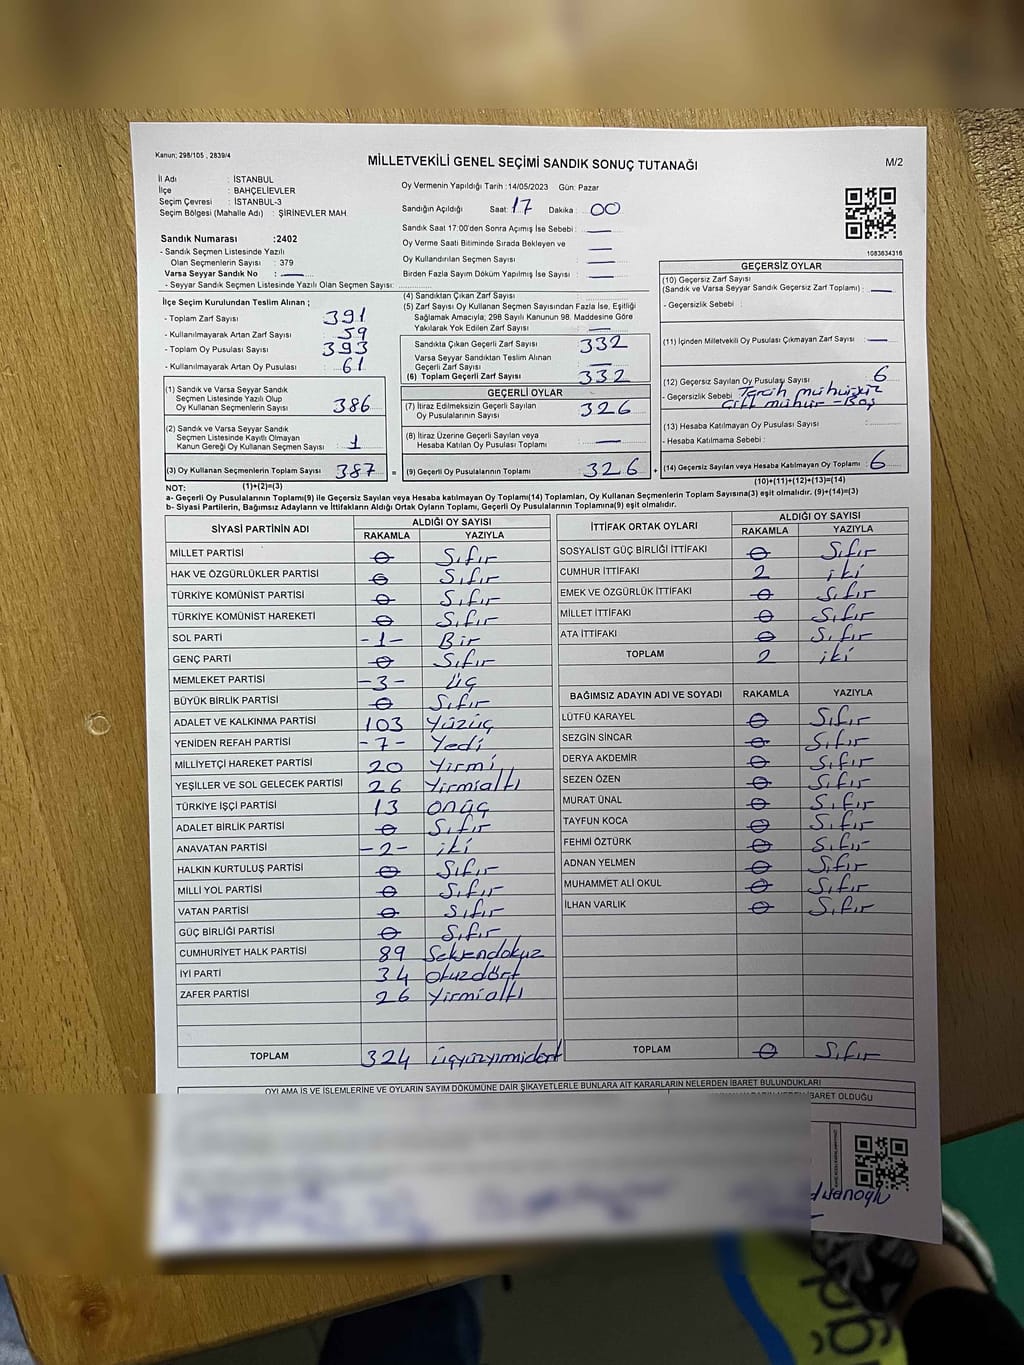 Kanun; 298/105 , 2839/4
MİLLETVEKİLİ GENEL SEÇİMİ SANDIK SONUÇ TUTANAĞI
M/2
İl Adı : İSTANBUL
İlçe : BAHÇELİEVLER
Seçim Çevresi : İSTANBUL-3
Seçim Bölgesi (Mahalle Adı) : ŞİRİNEVLER MAH
Sandık Numarası :2402
- Sandık Seçmen Listesinde Yazılı
Olan Seçmenlerin Sayısı : 379
Varsa Seyyar Sandık No : —
- Seyyar Sandık Seçmen Listesinde Yazılı Olan Seçmen Sayısı:
Oy Vermenin Yapıldığı Tarih :14/05/2023 Gün: Pazar
Sandığın Açıldığı Saat: 17 Dakika : 00
Sandık Saat 17:00'den Sonra Açımış İse Sebebi : —
Oy Verme Saati Bitiminde Sırada Bekleyen ve —
Oy Kullandırılan Seçmen Sayısı : —
Birden Fazla Sayım Döküm Yapılmış İse Sayısı : —
1083634316
İlçe Seçim Kurulundan Teslim Alınan ;
- Toplam Zarf Sayısı : 391
- Kullanılmayarak Artan Zarf Sayısı : 59
- Toplam Oy Pusulası Sayısı : 393
- Kullanılmayarak Artan Oy Pusulası : 61
(1) Sandık ve Varsa Seyyar Sandık
Seçmen Listesinde Yazılı Olup
Oy Kullanan Seçmenlerin Sayısı : 386
(2) Sandık ve Varsa Seyyar Sandık
Seçmen Listesinde Kayıtlı Olmayan
Kanun Gereği Oy Kullanan Seçmen Sayısı : 1
(3) Oy Kullanan Seçmenlerin Toplam Sayısı : 387 =
(1)+(2)=(3)
(4) Sandıktan Çıkan Zarf Sayısı :
(5) Zarf Sayısı Oy Kullanan Seçmen Sayısından Fazla İse, Eşitliği
Sağlamak Amacıyla; 298 Sayılı Kanunun 98. Maddesine Göre
Yakılarak Yok Edilen Zarf Sayısı : —
Sandıkta Çıkan Geçerli Zarf Sayısı : 332
Varsa Seyyar Sandıktan Teslim Alınan
Geçerli Zarf Sayısı : —
(6) Toplam Geçerli Zarf Sayısı : 332
GEÇERLİ OYLAR
(7) İtiraz Edilmeksizin Geçerli Sayılan
Oy Pusulalarının Sayısı : 326
(8) İtiraz Üzerine Geçerli Sayılan veya
Hesaba Katılan Oy Pusulası Toplamı : —
(9) Geçerli Oy Pusulalarının Toplamı : 326 +
GEÇERSİZ OYLAR
(10) Geçersiz Zarf Sayısı
(Sandık ve Varsa Seyyar Sandık Geçersiz Zarf Toplamı) : —
- Geçersizlik Sebebi :
(11) İçinden Milletvekili Oy Pusulası Çıkmayan Zarf Sayısı : —
(12) Geçersiz Sayılan Oy Pusulası Sayısı : 6
- Geçersizlik Sebebi : Tercih mühürsüz
Çift mühür - Boş
(13) Hesaba Katılmayan Oy Pusulası Sayısı :
- Hesaba Katılmama Sebebi :
(14) Geçersiz Sayılan veya Hesaba Katılmayan Oy Toplamı : 6
(10)+(11)+(12)+(13)=(14)
NOT:
a- Geçerli Oy Pusulalarının Toplamı(9) ile Geçersiz Sayılan veya Hesaba katılmayan Oy Toplamı(14) Toplamları, Oy Kullanan Seçmenlerin Toplam Sayısına(3) eşit olmalıdır. (9)+(14)=(3)
b- Siyasi Partilerin, Bağımsız Adayların ve İttifakların Aldığı Ortak Oyların Toplamı, Geçerli Oy Pusulalarının Toplamına(9) eşit olmalıdır.
SİYASİ PARTİNİN ADI ALDIĞI OY SAYISI
RAKAMLA YAZIYLA
MİLLET PARTİSİ 0 Sıfır
HAK VE ÖZGÜRLÜKLER PARTİSİ 0 Sıfır
TÜRKİYE KOMÜNİST PARTİSİ 0 Sıfır
TÜRKİYE KOMÜNİST HAREKETİ 0 Sıfır
SOL PARTİ -1- Bir
GENÇ PARTİ 0 Sıfır
MEMLEKET PARTİSİ -3- üç
BÜYÜK BİRLİK PARTİSİ 0 Sıfır
ADALET VE KALKINMA PARTİSİ 103 Yüzüç
YENİDEN REFAH PARTİSİ -7- Yedi
MİLLİYETÇİ HAREKET PARTİSİ 20 Yirmi
YEŞİLLER VE SOL GELECEK PARTİSİ 26 Yirmialtı
TÜRKİYE İŞÇİ PARTİSİ 13 onüç
ADALET BİRLİK PARTİSİ 0 Sıfır
ANAVATAN PARTİSİ -2- iki
HALKIN KURTULUŞ PARTİSİ 0 Sıfır
MİLLİ YOL PARTİSİ 0 Sıfır
VATAN PARTİSİ 0 Sıfır
GÜÇ BİRLİĞİ PARTİSİ 0 Sıfır
CUMHURİYET HALK PARTİSİ 89 Seksendokuz
İYİ PARTİ 34 otuzdört
ZAFER PARTİSİ 26 Yirmialtı
TOPLAM 324 üçyüzyirmidört
İTTİFAK ORTAK OYLARI ALDIĞI OY SAYISI
RAKAMLA YAZIYLA
SOSYALİST GÜÇ BİRLİĞİ İTTİFAKI 0 Sıfır
CUMHUR İTTİFAKI 2 iki
EMEK VE ÖZGÜRLÜK İTTİFAKI 0 Sıfır
MİLLET İTTİFAKI 0 Sıfır
ATA İTTİFAKI 0 Sıfır
TOPLAM 2 iki
BAĞIMSIZ ADAYIN ADI VE SOYADI RAKAMLA YAZIYLA
LÜTFÜ KARAYEL 0 Sıfır
SEZGİN SİNCAR 0 Sıfır
DERYA AKDEMİR 0 Sıfır
SEZEN ÖZEN 0 Sıfır
MURAT ÜNAL 0 Sıfır
TAYFUN KOCA 0 Sıfır
FEHMİ ÖZTÜRK 0 Sıfır
ADNAN YELMEN 0 Sıfır
MUHAMMET ALİ OKUL 0 Sıfır
İLHAN VARLIK 0 Sıfır
TOPLAM 0 Sıfır
OYLAMA İŞ VE İŞLEMLERİNE VE OYLARIN SAYIM DÖKÜMÜNE DAİR ŞİKAYETLERLE BUNLARA AİT KARARLARIN NELERDEN İBARET BULUNDUKLARI
İBARET OLDUĞU